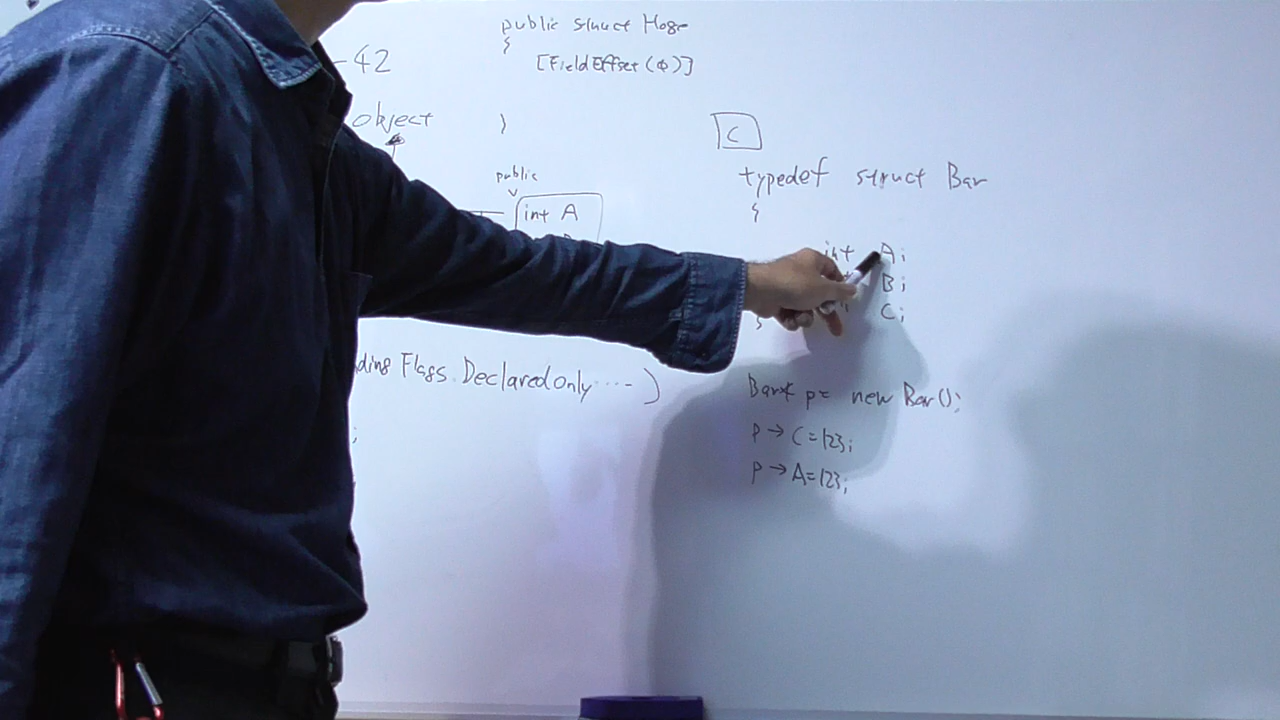 public struct Hoge
{
[FieldOffset(0)]
}
-42
object
public
int A
ding Flags.DeclaredOnly ....)
;
C
typedef struct Bar
{
int A;
B;
C;
}
Bar* p= new Bar();
p→C=123;
p→A=123;